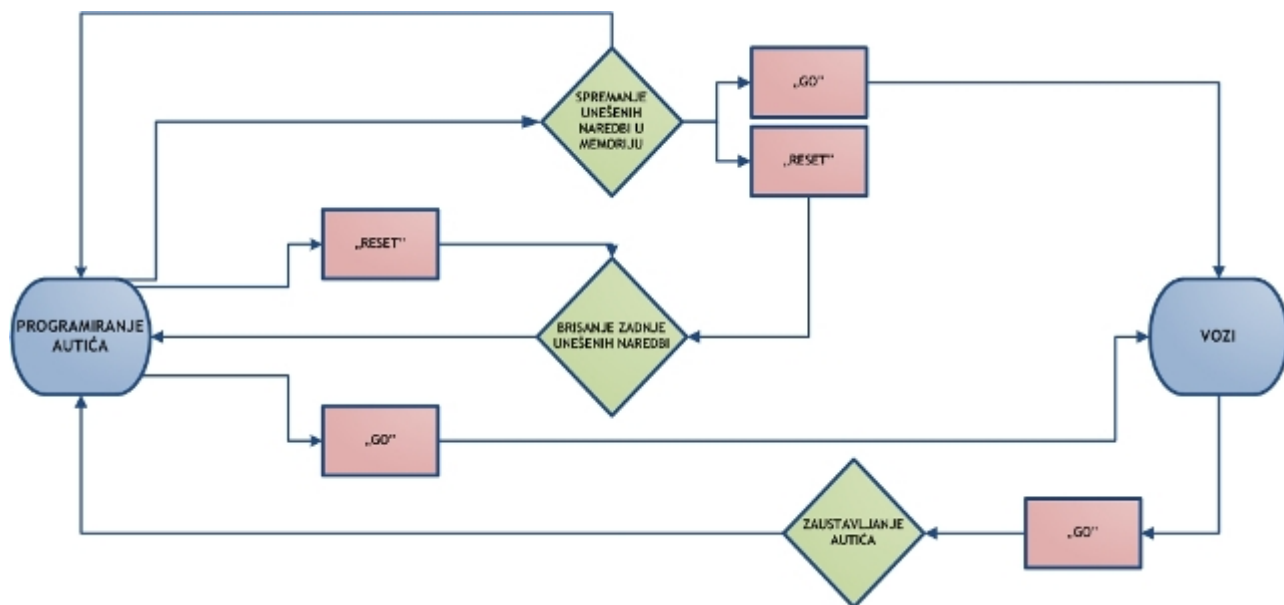 SPREMANJE
UNEŠENIH
NAREDBI U
MEMORIJU
„GO”
„RESET”
„RESET”
PROGRAMIRANJE
AUTIĆA
BRISANJE ZADNJE
UNEŠENIH NAREDBI
VOZI
„GO”
ZAUSTAVLJANJE
AUTIĆA
„GO”